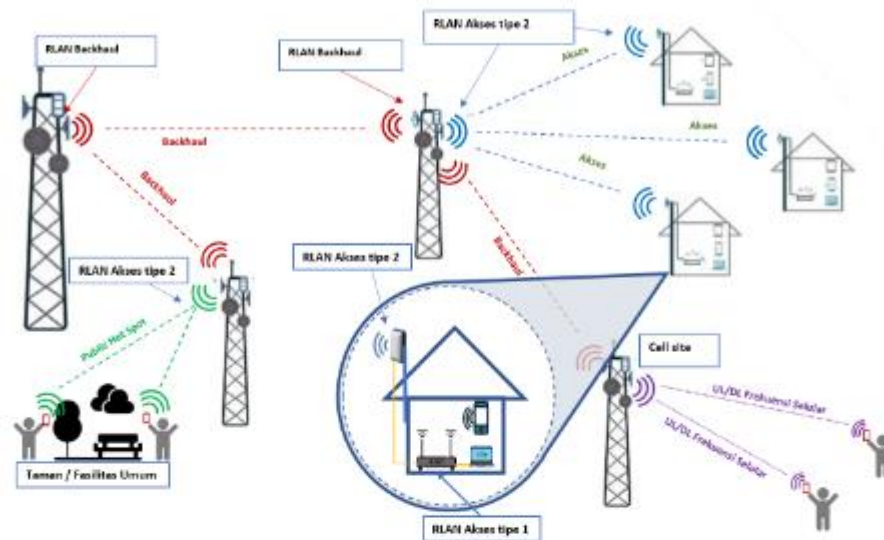 RLAN Backhaul
RLAN Backhaul
RLAN Akses tipe 2
Akses
Akses
Akses
Backhaul
Backhaul
Backhaul
RLAN Akses tipe 2
RLAN Akses tipe 2
Public Hot Spot
Cell site
UL/DL Frekuensi Selular
UL/DL Frekuensi Selular
Taman / Fasilitas Umum
RLAN Akses tipe 1